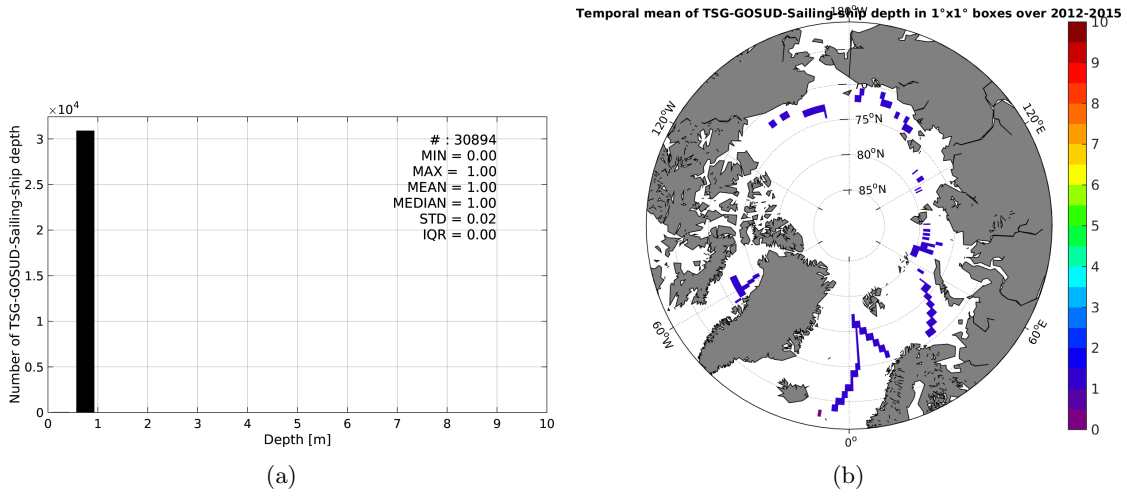 Temporal mean of TSG-GOSUD-Sailing-ship depth in 1°x1° boxes over 2012-2015
×10⁴
Number of TSG-GOSUD-Sailing-ship depth
3
2.5
2
1.5
1
0.5
0
# : 30894
MIN = 0.00
MAX = 1.00
MEAN = 1.00
MEDIAN = 1.00
STD = 0.02
IQR = 0.00
0 1 2 3 4 5 6 7 8 9 10
Depth [m]
(a)
180°W
120°W
120°E
75°N
80°N
85°N
60°W
60°E
0°
10
9
8
7
6
5
4
3
2
1
0
(b)